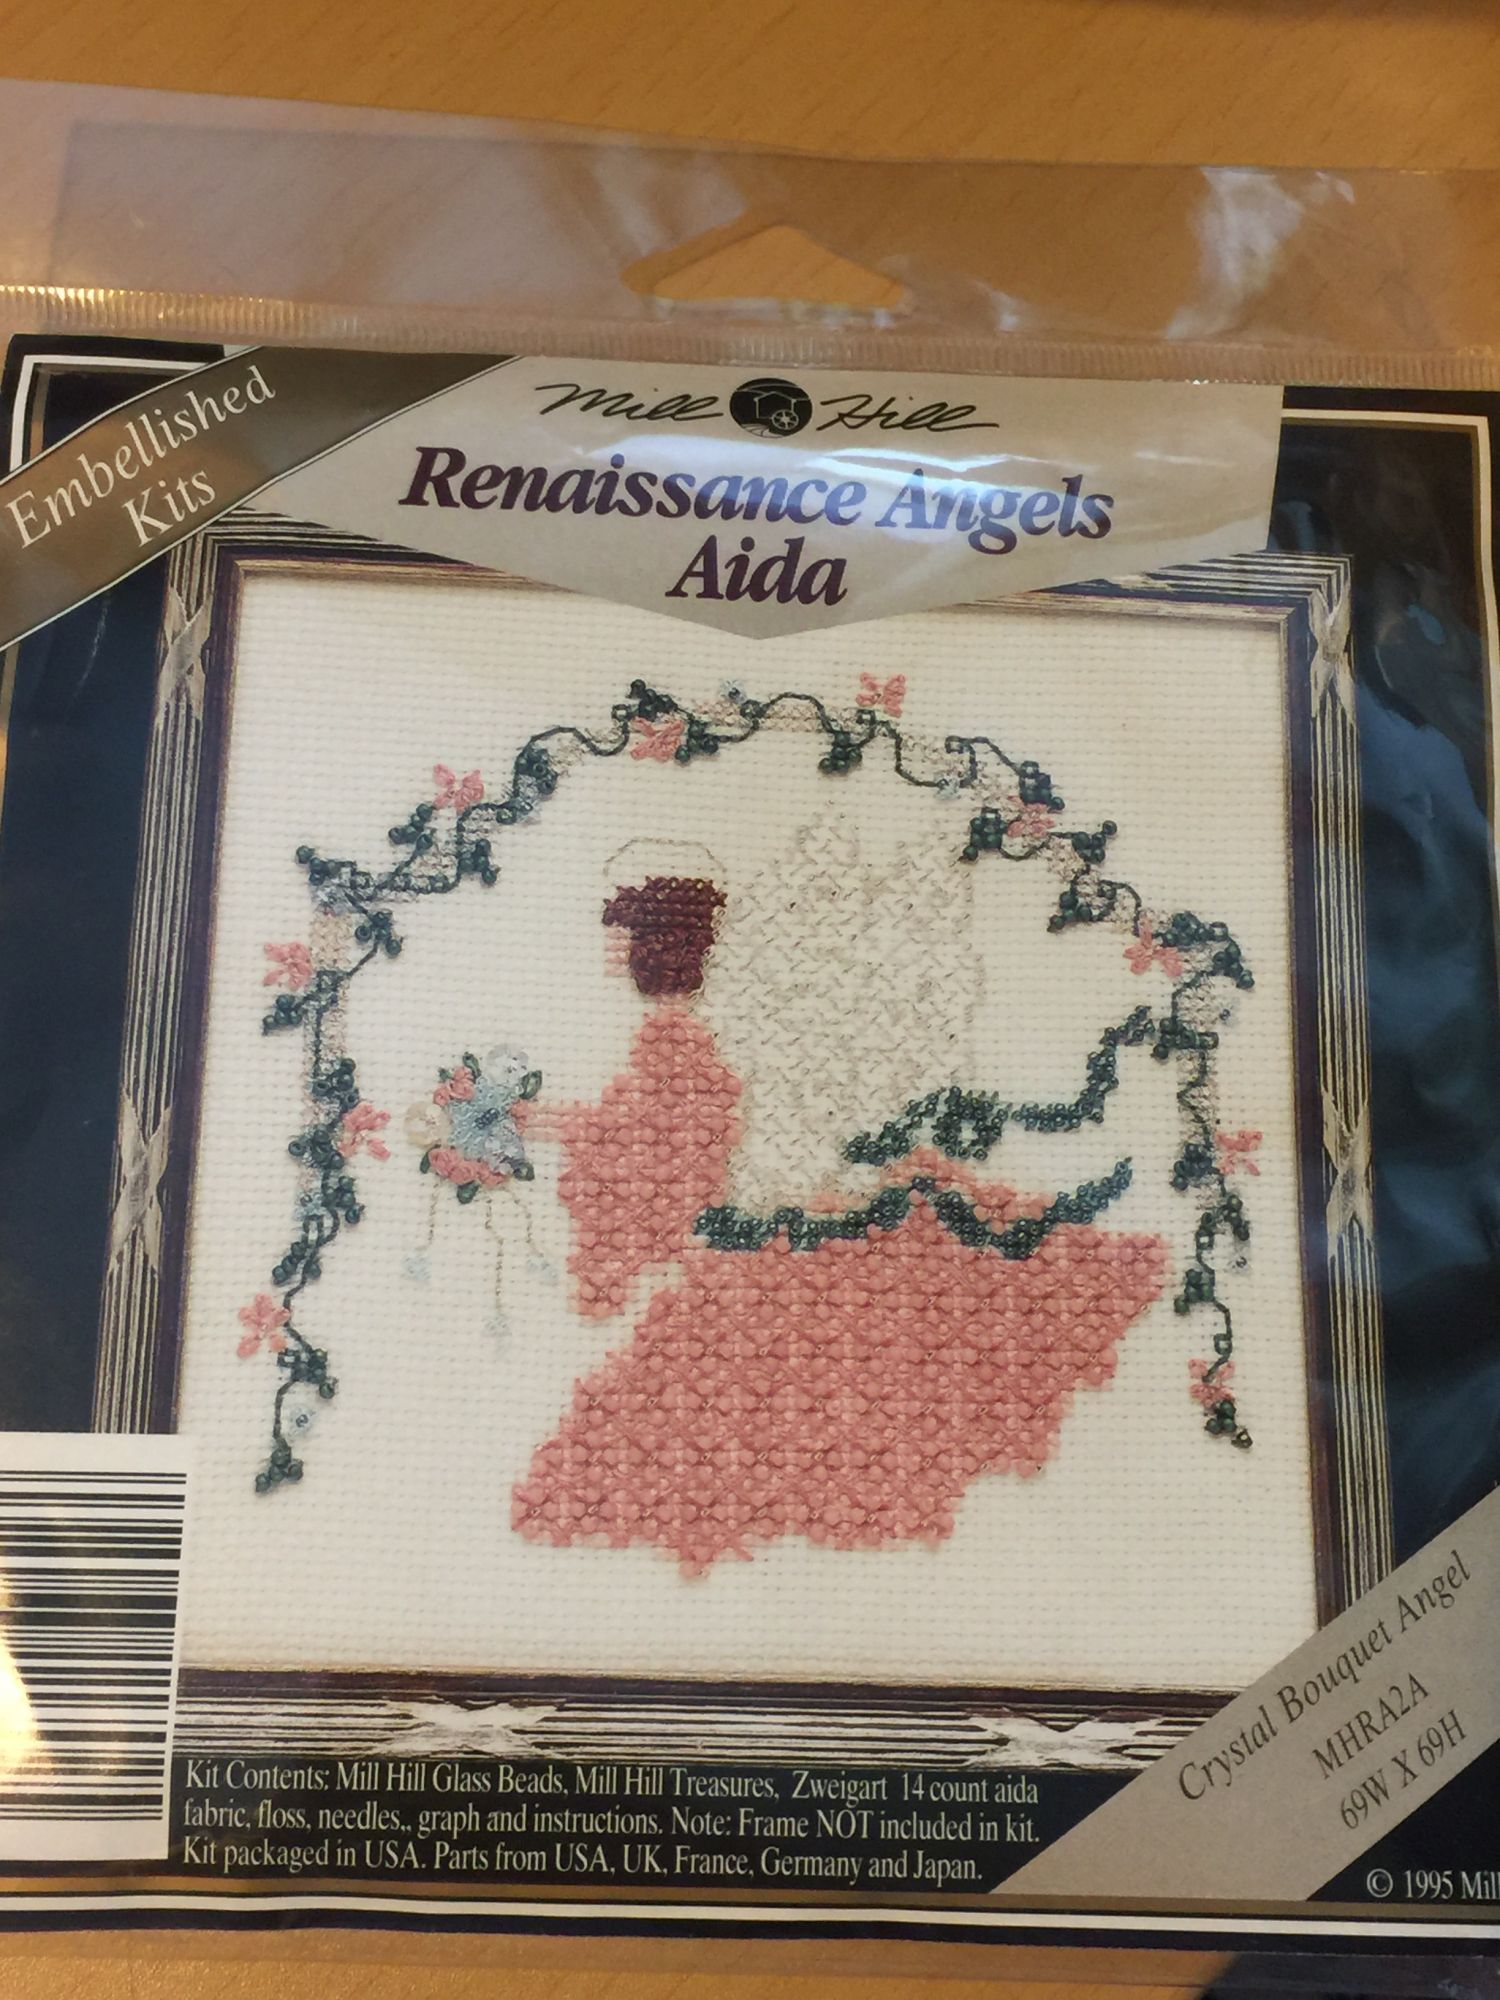 Embellished
Kits
Mill Hill
Renaissance Angels
Aida
Crystal Bouquet Angel
MHRA2A
69W X 69H
Kit Contents: Mill Hill Glass Beads, Mill Hill Treasures, Zweigart 14 count aida
fabric, floss, needles,, graph and instructions. Note: Frame NOT included in kit.
Kit packaged in USA. Parts from USA, UK, France, Germany and Japan.
© 1995 Mill